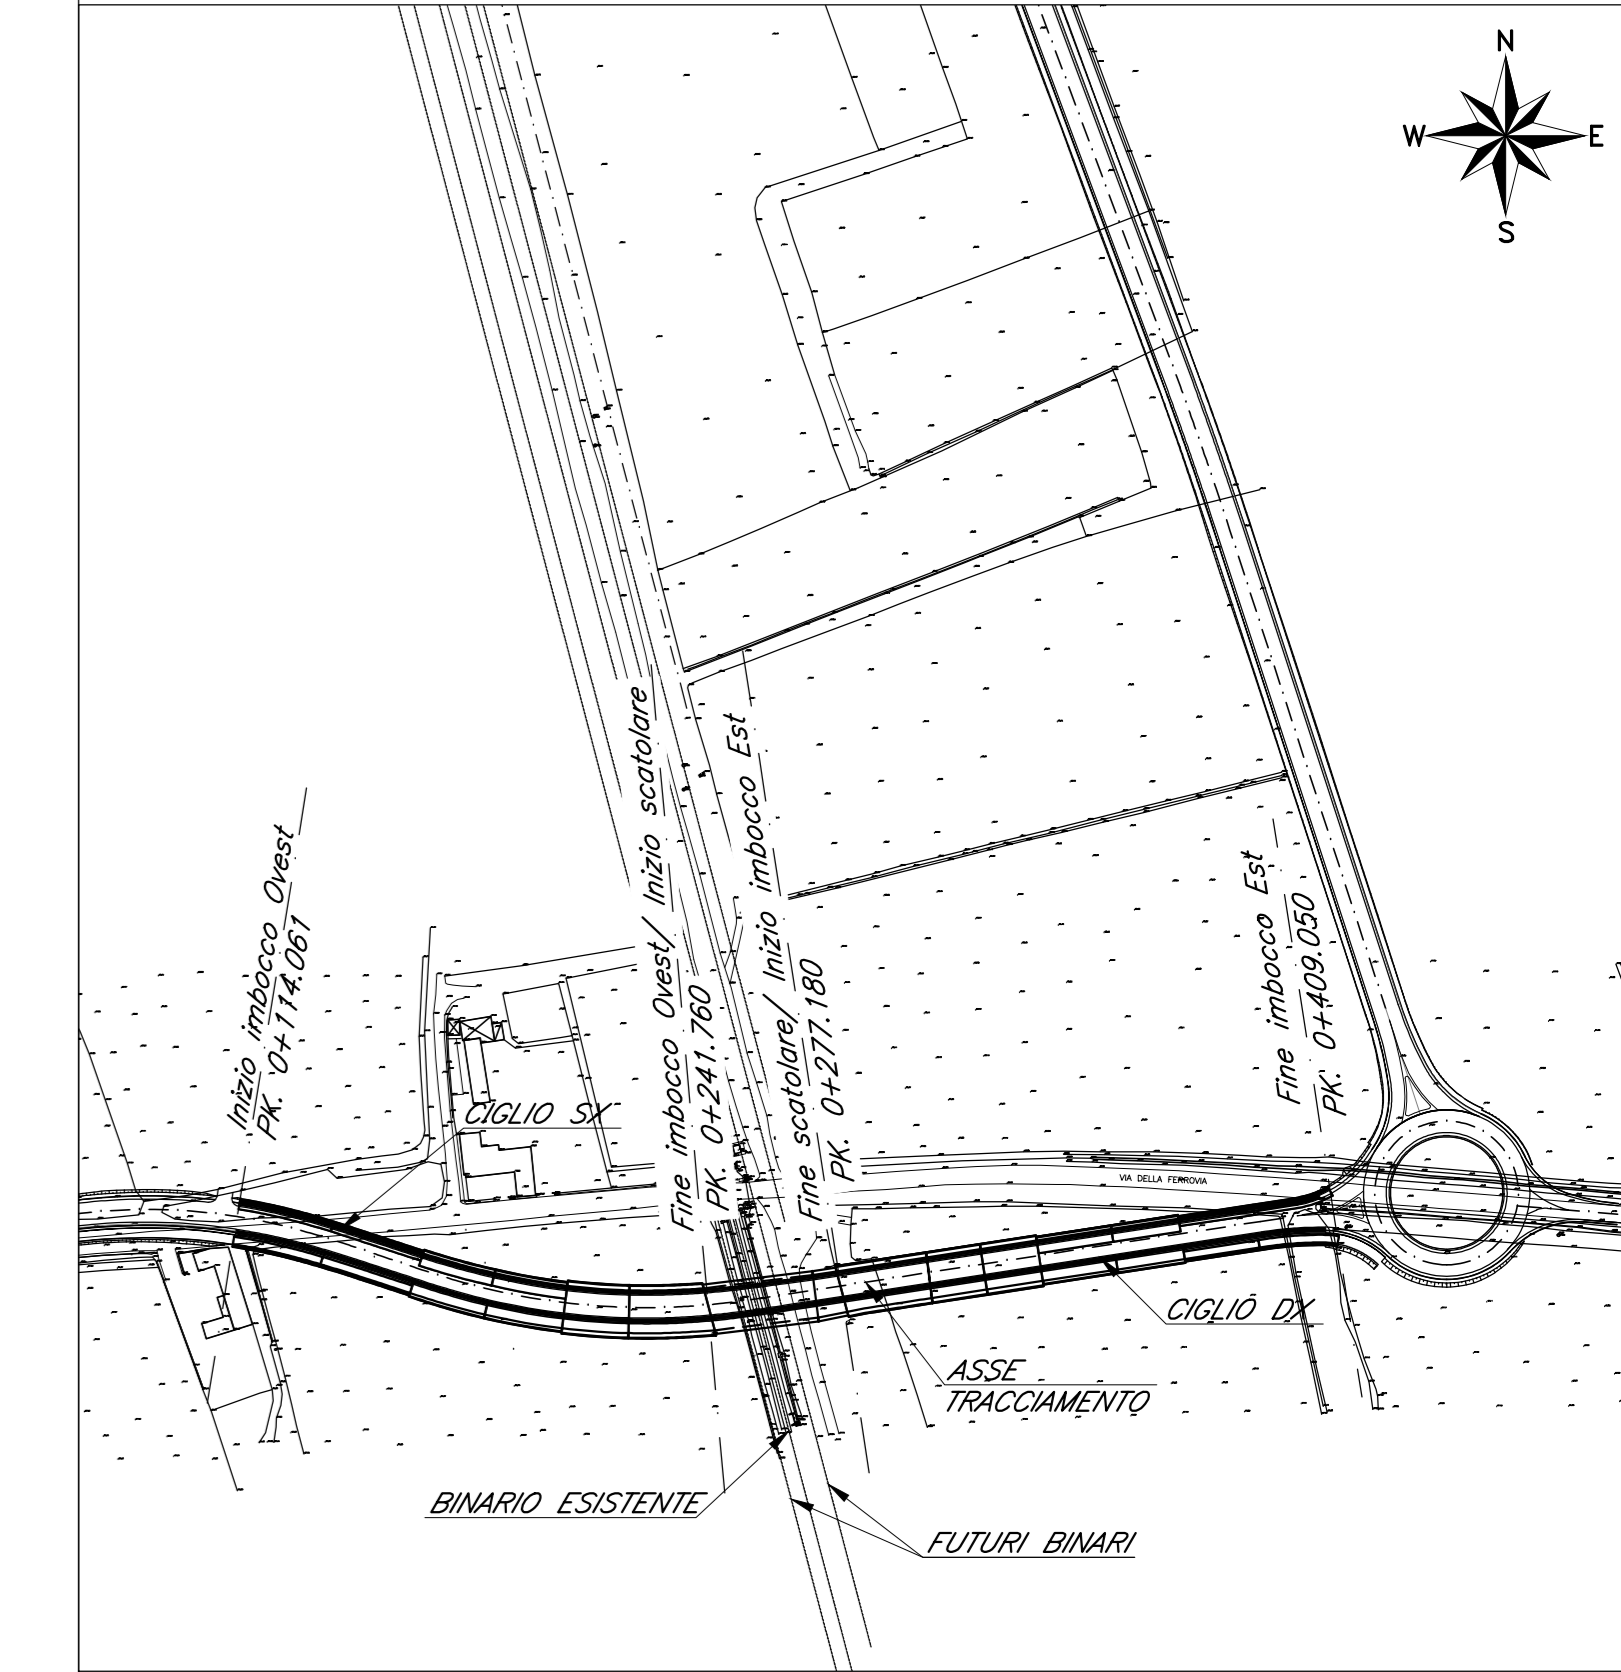 N
W
E
S
Inizio imbocco Ovest
PK. 0+114.061
Fine imbocco Ovest/ Inizio scatolare
PK. 0+241.760
Fine scatolare/ Inizio imbocco Est
PK. 0+277.180
Fine imbocco Est
PK. 0+409.050
CIGLIO SX
VIA DELLA FERROVIA
CIGLIO DX
ASSE
TRACCIAMENTO
BINARIO ESISTENTE
FUTURI BINARI